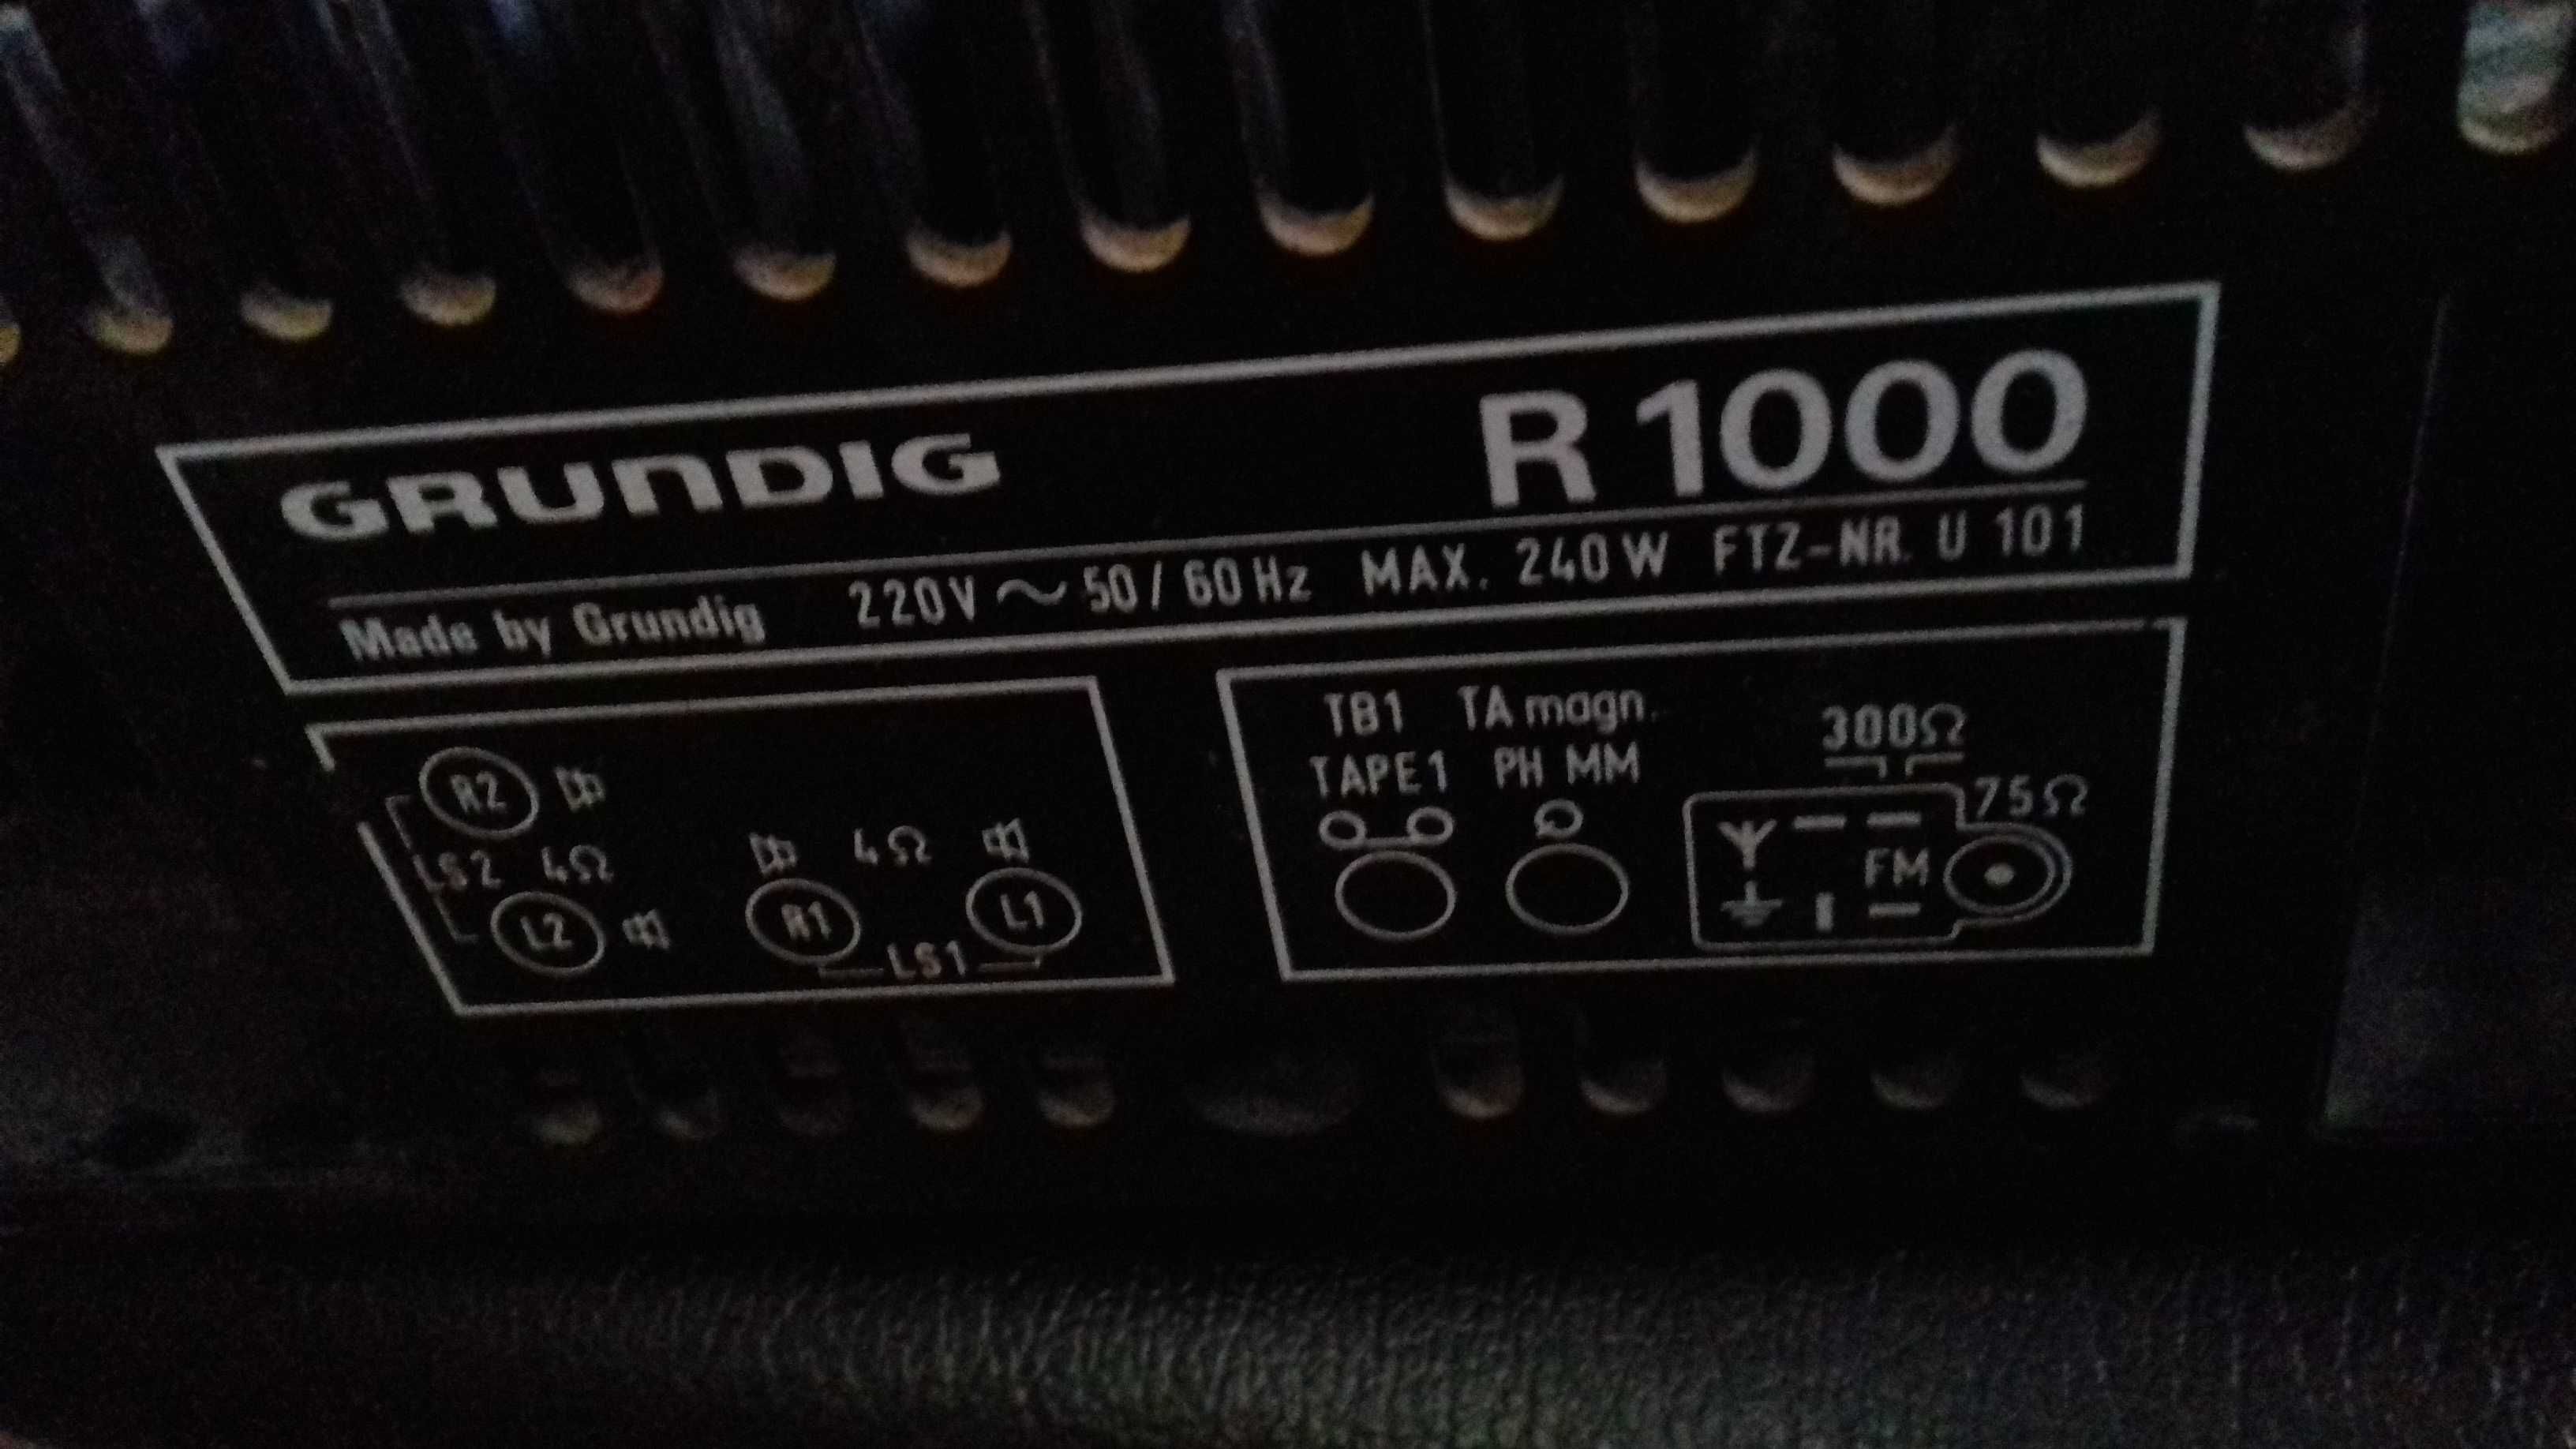 GRUNDIG R 1000
Made by Grundig 220V ~ 50 / 60 Hz MAX. 240 W FTZ-NR. U 101
R2
LS2 4Ω
L2
4Ω
R1 L1
LS1
TB1 TA magn.
TAPE1 PH MM
300Ω
75Ω
FM